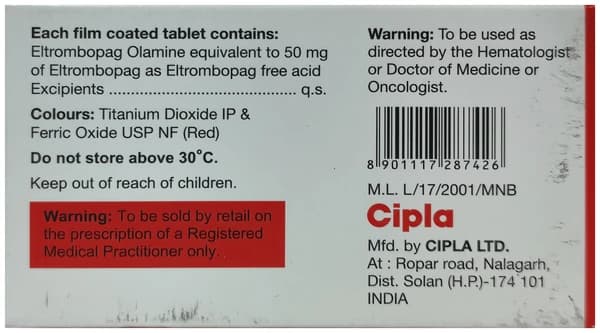 Each film coated tablet contains:
Eltrombopag Olamine equivalent to 50 mg
of Eltrombopag as Eltrombopag free acid
Excipients ........................................ q.s.
Colours: Titanium Dioxide IP &
Ferric Oxide USP NF (Red)
Do not store above 30°C.
Keep out of reach of children.
Warning: To be sold by retail on
the prescription of a Registered
Medical Practitioner only.
Warning: To be used as
directed by the Hematologist
or Doctor of Medicine or
Oncologist.
8 901117 287426
M.L. L/17/2001/MNB
Cipla
Mfd. by CIPLA LTD.
At : Ropar road, Nalagarh,
Dist. Solan (H.P.)-174 101
INDIA